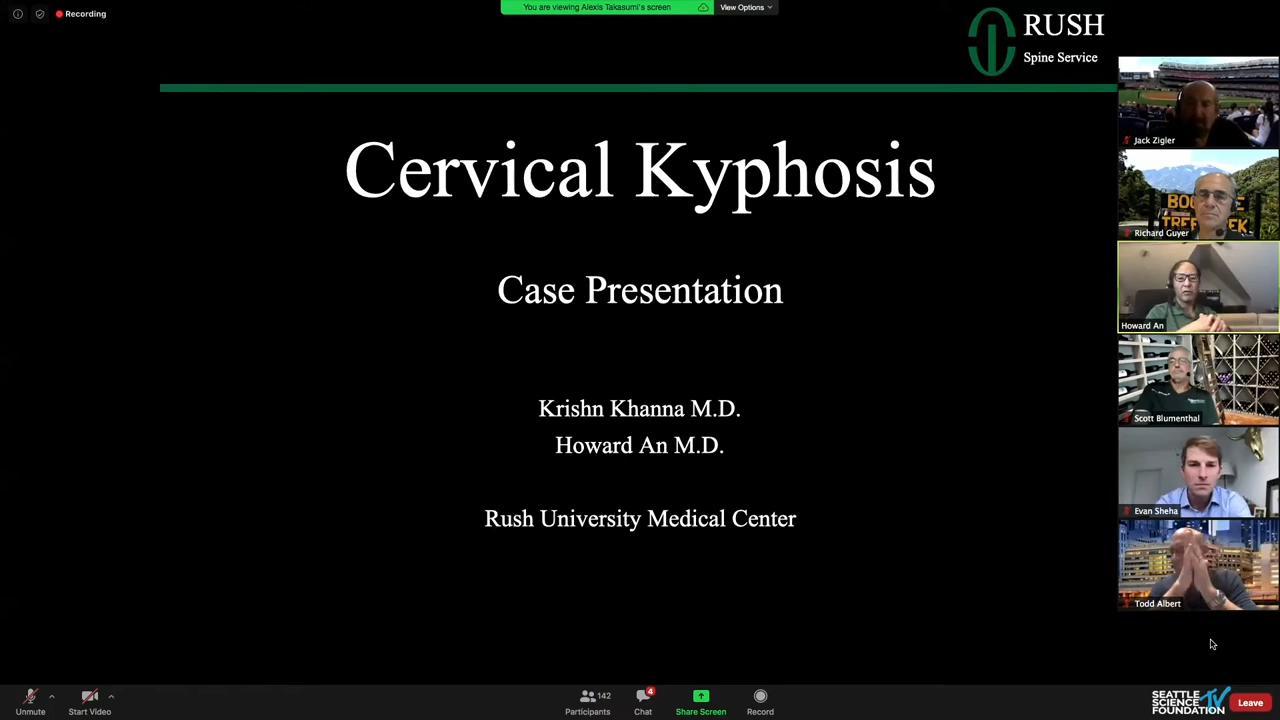 Recording
You are viewing Alexis Takasumi's screen
View Options
RUSH
Spine Service
Cervical Kyphosis
Case Presentation
Krishn Khanna M.D.
Howard An M.D.
Rush University Medical Center
Jack Zigler
Richard Guyer
Howard An
Scott Blumenthal
Evan Sheha
Todd Albert
Unmute
Start Video
142
Participants
4
Chat
Share Screen
Record
SEATTLE
SCIENCE
FOUNDATION
TV
Leave